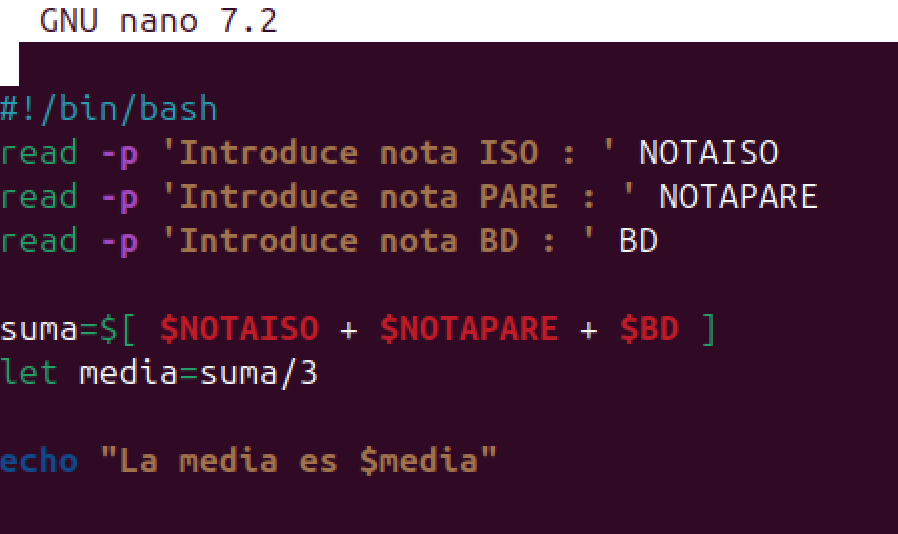 GNU nano 7.2
#!/bin/bash
read -p 'Introduce nota ISO : ' NOTAISO
read -p 'Introduce nota PARE : ' NOTAPARE
read -p 'Introduce nota BD : ' BD
suma=$[ $NOTAISO + $NOTAPARE + $BD ]
let media=suma/3
echo "La media es $media"